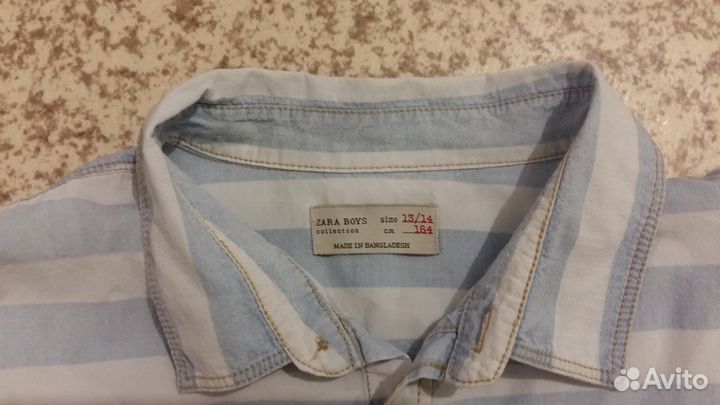 ZARA BOYS size 13/14
collection cm 164
MADE IN BANGLADESH
Avito